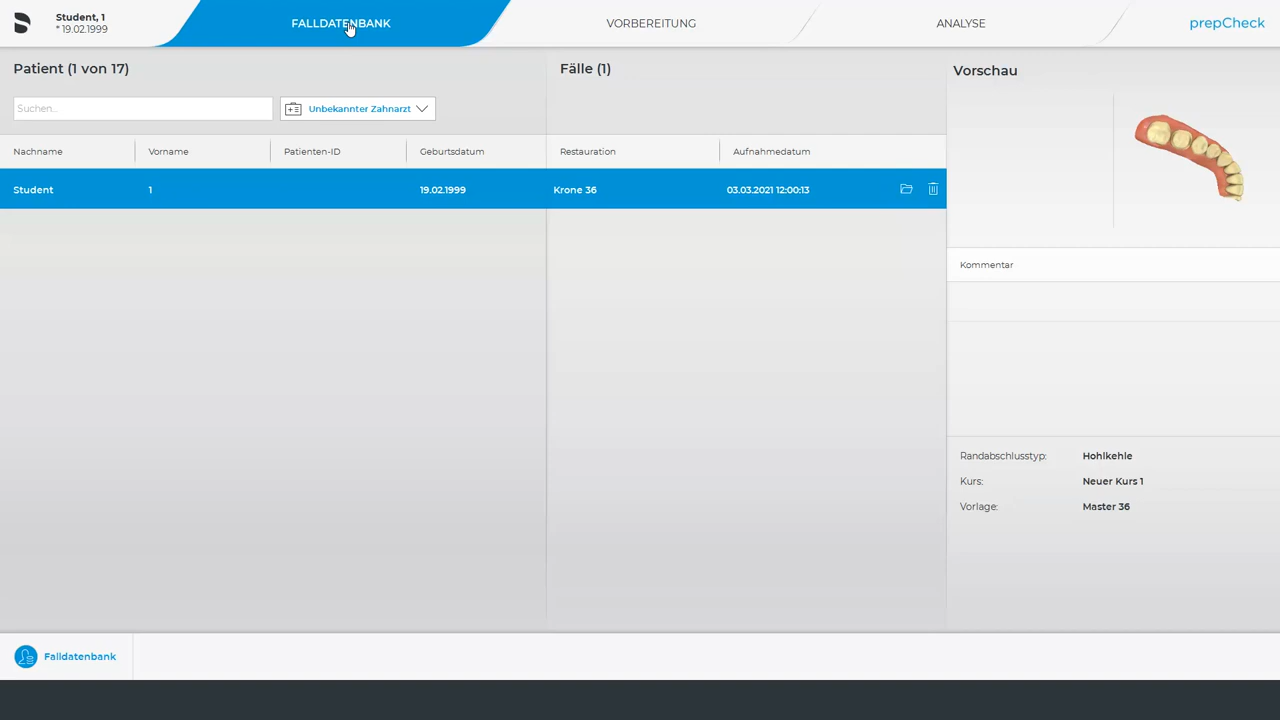 Student, 1
* 19.02.1999
FALLDATENBANK
VORBEREITUNG
ANALYSE
prepCheck
Patient (1 von 17)
Fälle (1)
Vorschau
Suchen...
Unbekannter Zahnarzt
Nachname
Vorname
Patienten-ID
Geburtsdatum
Restauration
Aufnahmedatum
Student
1
19.02.1999
Krone 36
03.03.2021 12:00:13
Kommentar
Randabschlusstyp: Hohlkehle
Kurs: Neuer Kurs 1
Vorlage: Master 36
Falldatenbank